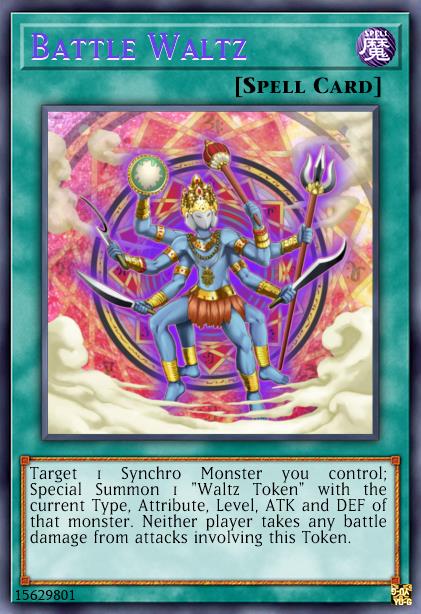 BATTLE WALTZ
SPELL
魔
[SPELL CARD]
Target 1 Synchro Monster you control;
Special Summon 1 "Waltz Token" with the
current Type, Attribute, Level, ATK and DEF of
that monster. Neither player takes any battle
damage from attacks involving this Token.
15629801